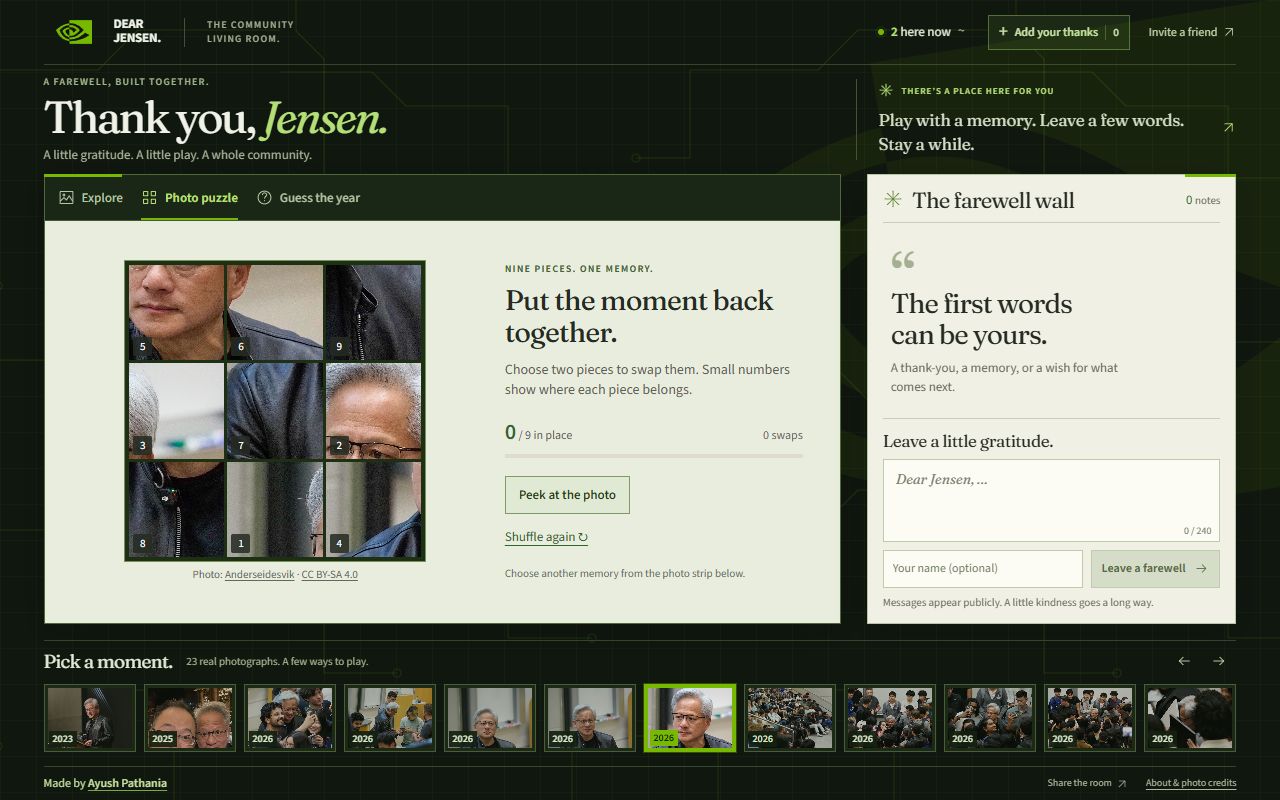 DEAR
JENSEN.
THE COMMUNITY
LIVING ROOM.
2 here now ~
+ Add your thanks 0
Invite a friend ↗
A FAREWELL, BUILT TOGETHER.
Thank you, Jensen.
A little gratitude. A little play. A whole community.
THERE'S A PLACE HERE FOR YOU
Play with a memory. Leave a few words.
Stay a while.
↗
Explore
Photo puzzle
Guess the year
5
6
9
3
7
2
8
1
4
Photo: Anderseidesvik · CC BY-SA 4.0
NINE PIECES. ONE MEMORY.
Put the moment back
together.
Choose two pieces to swap them. Small numbers
show where each piece belongs.
0 / 9 in place
0 swaps
Peek at the photo
Shuffle again ↻
Choose another memory from the photo strip below.
The farewell wall
0 notes
“
The first words
can be yours.
A thank-you, a memory, or a wish for what
comes next.
Leave a little gratitude.
Dear Jensen, ...
0 / 240
Your name (optional)
Leave a farewell →
Messages appear publicly. A little kindness goes a long way.
Pick a moment.
23 real photographs. A few ways to play.
← →
2023
2025
2026
2026
2026
2026
2026
2026
2026
2026
2026
2026
Made by Ayush Pathania
Share the room ↗
About & photo credits